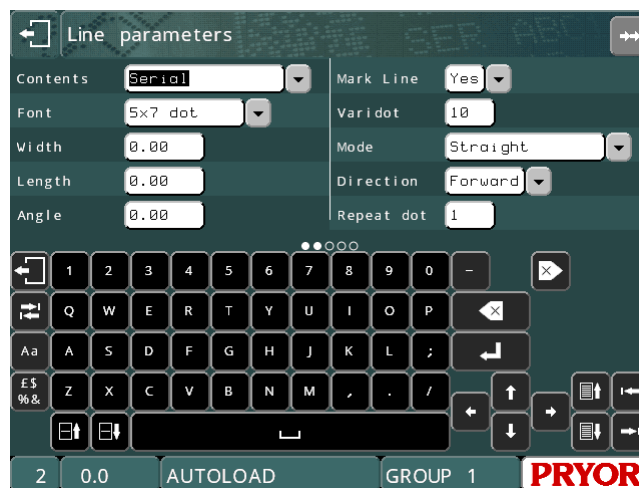 Line parameters
SER ABC
Contents Serial Mark Line Yes
Font 5x7 dot Varidot 10
Width 0.00 Mode Straight
Length 0.00 Direction Forward
Angle 0.00 Repeat dot 1
1 2 3 4 5 6 7 8 9 0 -
Q W E R T Y U I O P
Aa A S D F G H J K L ;
£$
%& Z X C V B N M , . /
2 0.0 AUTOLOAD GROUP 1 PRYOR